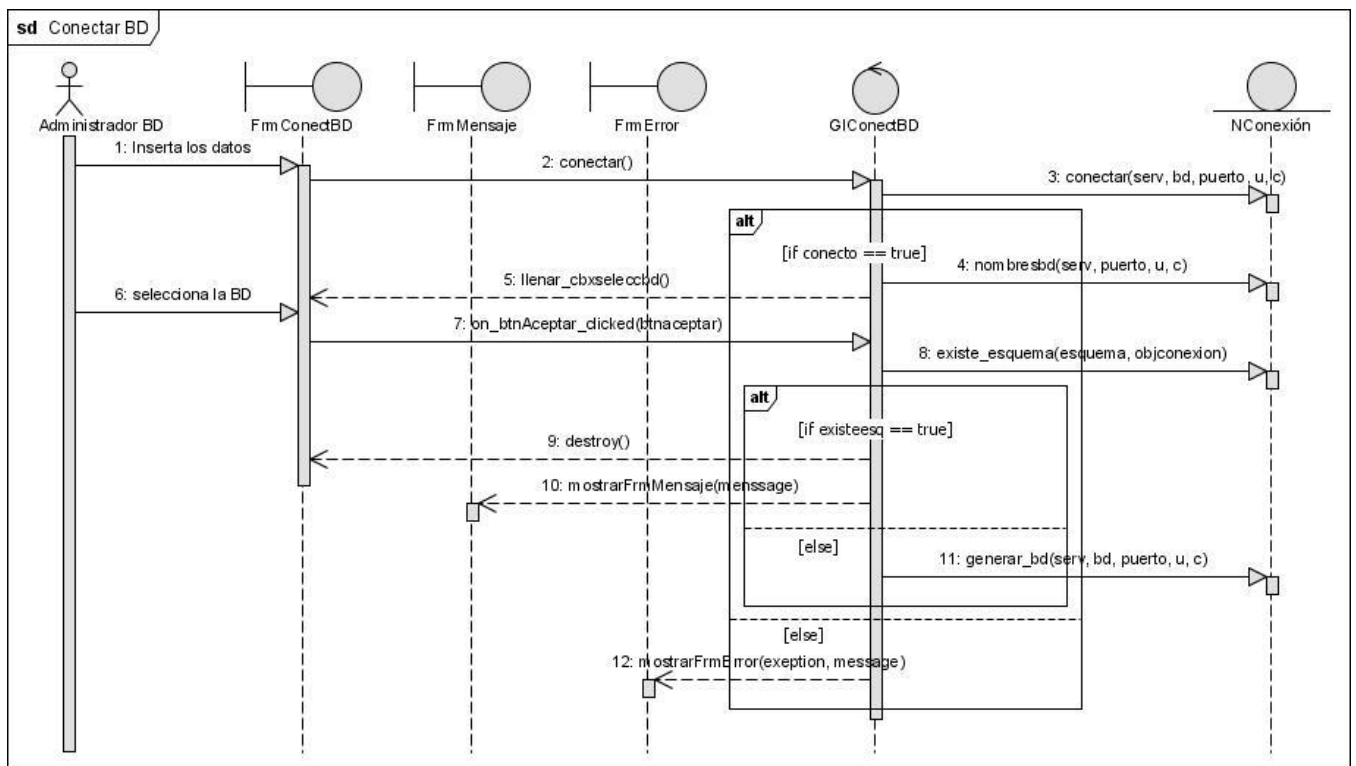 sd Conectar BD
Administrador BD
FrmConectBD
FrmMensaje
FrmError
GIConectBD
NConexión
1: Inserta los datos
2: conectar()
3: conectar(serv, bd, puerto, u, c)
alt
[if conecto == true]
4: nombresbd(serv, puerto, u, c)
5: llenar_cbxseleccbd()
6: selecciona la BD
7: on_btnAceptar_clicked(btnaceptar)
8: existe_esquema(esquema, objconexion)
alt
[if existeesq == true]
9: destroy()
10: mostrarFrmMensaje(menssage)
[else]
11: generar_bd(serv, bd, puerto, u, c)
[else]
12: mostrarFrmError(exeption, message)